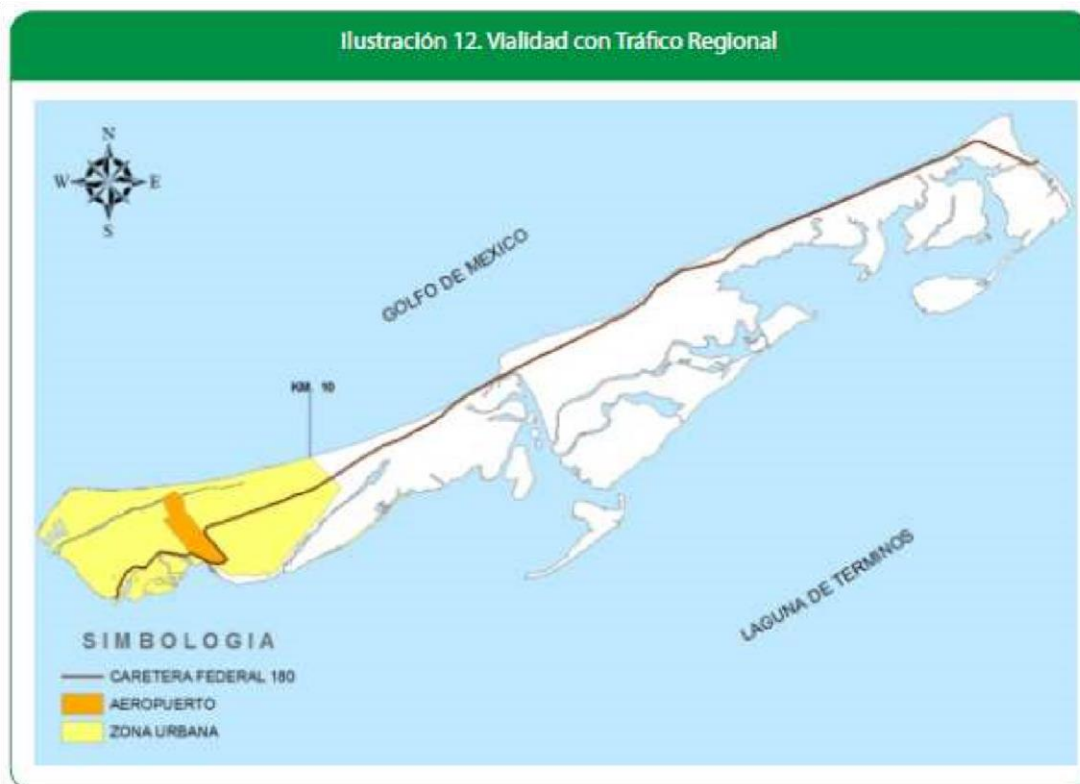 Ilustración 12. Vialidad con Tráfico Regional
N
W E
S
GOLFO DE MEXICO
KM. 10
LAGUNA DE TERMINOS
SIMBOLOGIA
CARETERA FEDERAL 180
AEROPUERTO
ZONA URBANA